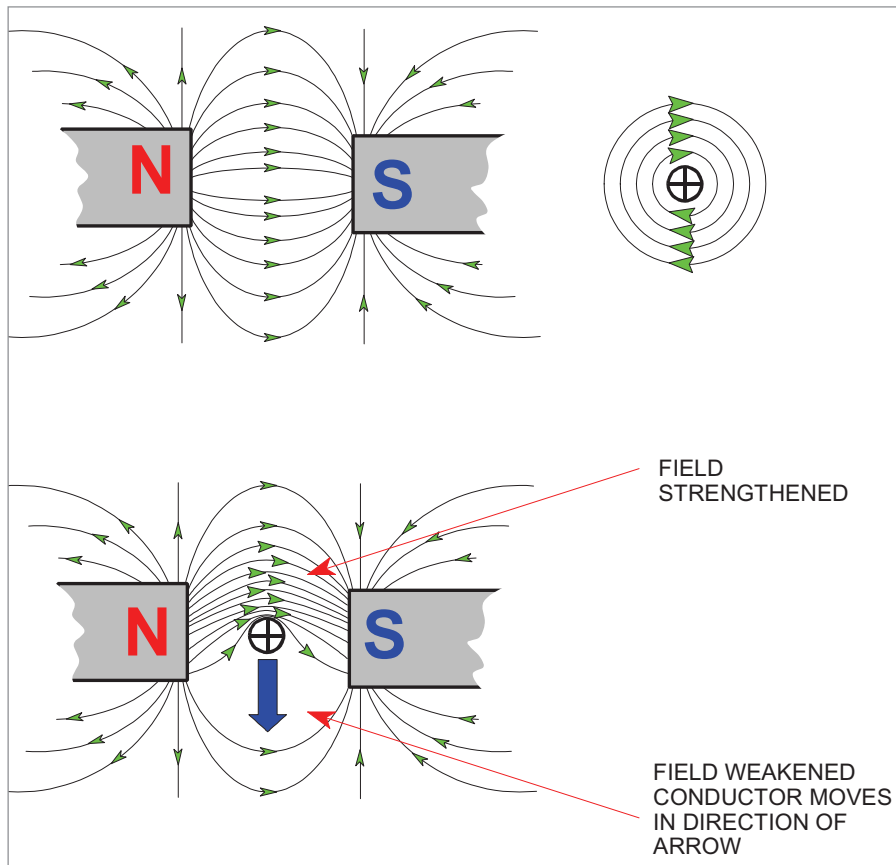 N
S
FIELD
STRENGTHENED
N
S
FIELD WEAKENED
CONDUCTOR MOVES
IN DIRECTION OF
ARROW